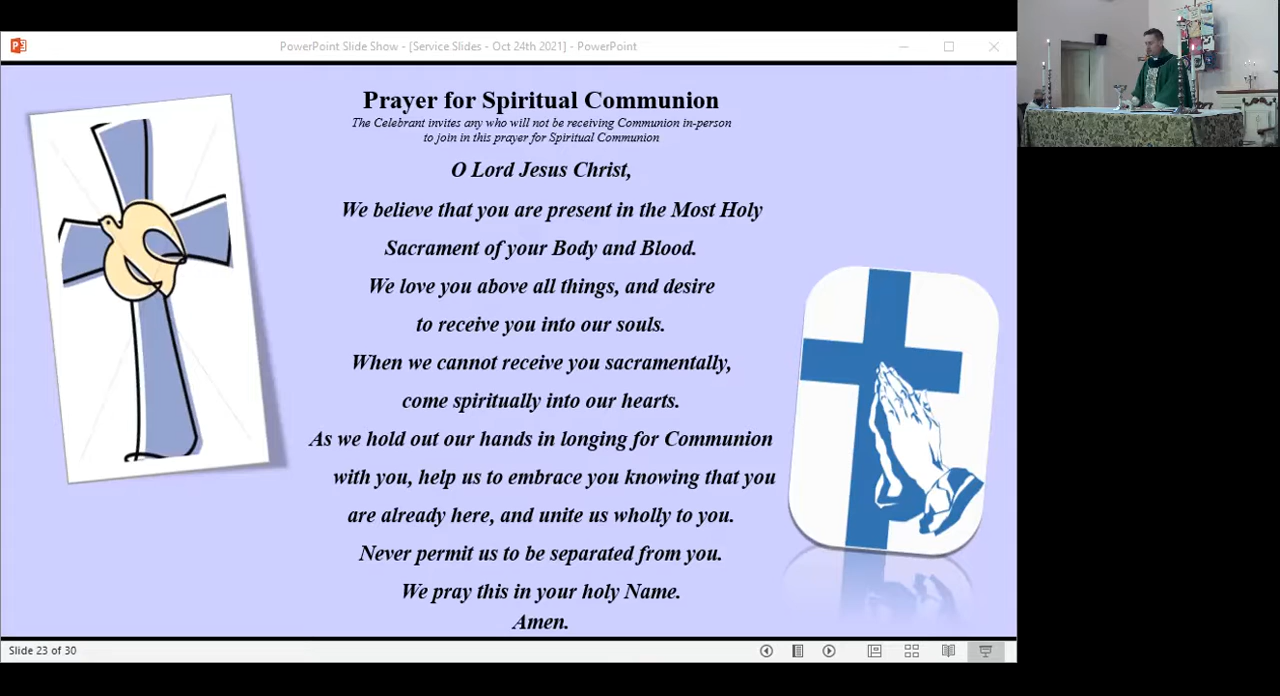 PowerPoint Slide Show - [Service Slides - Oct 24th 2021] - PowerPoint
Prayer for Spiritual Communion
The Celebrant invites any who will not be receiving Communion in-person
to join in this prayer for Spiritual Communion
O Lord Jesus Christ,
We believe that you are present in the Most Holy
Sacrament of your Body and Blood.
We love you above all things, and desire
to receive you into our souls.
When we cannot receive you sacramentally,
come spiritually into our hearts.
As we hold out our hands in longing for Communion
with you, help us to embrace you knowing that you
are already here, and unite us wholly to you.
Never permit us to be separated from you.
We pray this in your holy Name.
Amen.
Slide 23 of 30